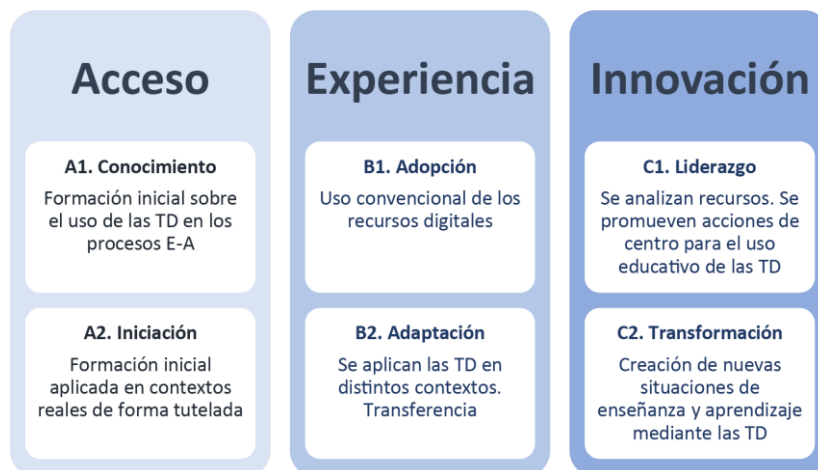 Acceso
A1. Conocimiento
Formación inicial sobre
el uso de las TD en los
procesos E-A
A2. Iniciación
Formación inicial
aplicada en contextos
reales de forma tutelada
Experiencia
B1. Adopción
Uso convencional de los
recursos digitales
B2. Adaptación
Se aplican las TD en
distintos contextos.
Transferencia
Innovación
C1. Liderazgo
Se analizan recursos. Se
promueven acciones de
centro para el uso
educativo de las TD
C2. Transformación
Creación de nuevas
situaciones de
enseñanza y aprendizaje
mediante las TD